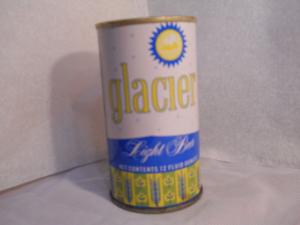 glacier
Light Beer
NET CONTENTS 12 FLUID OUNCES